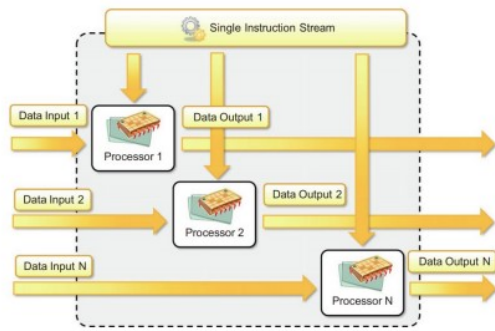 Single Instruction Stream
Data Input 1
Data Output 1
Processor 1
Data Input 2
Data Output 2
Processor 2
Data Input N
Data Output N
Processor N